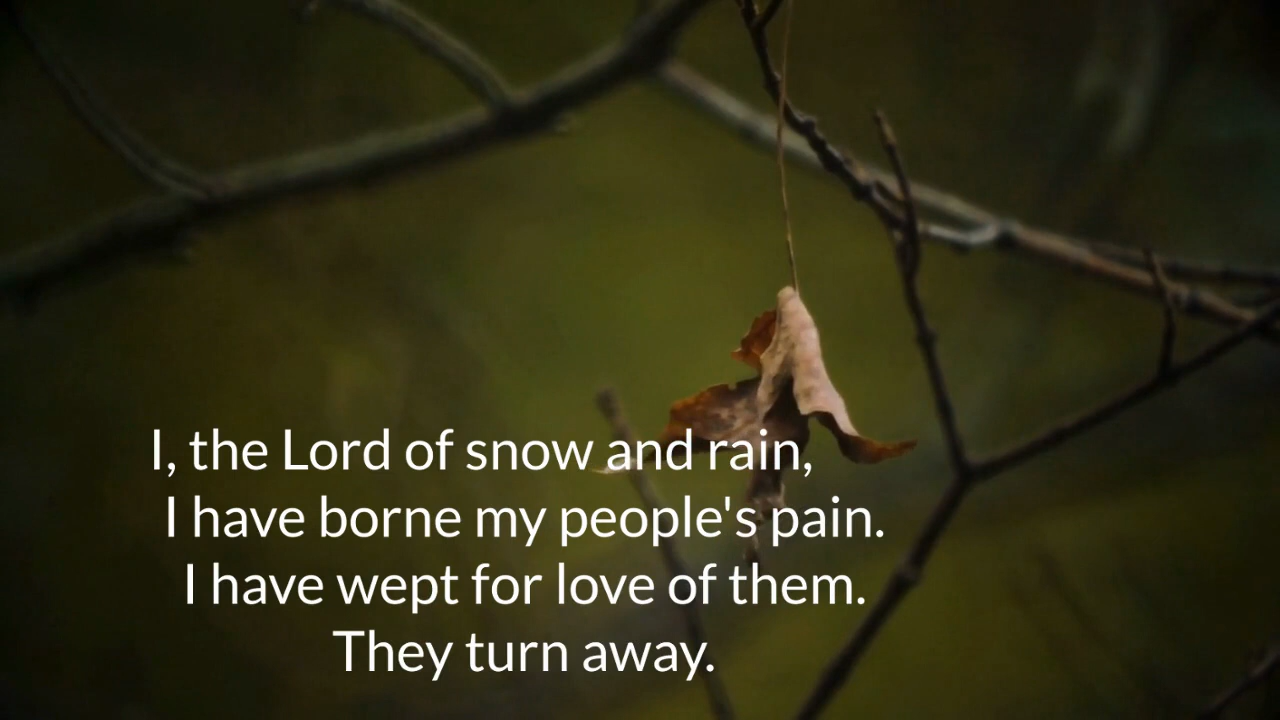 I, the Lord of snow and rain,
I have borne my people's pain.
I have wept for love of them.
They turn away.